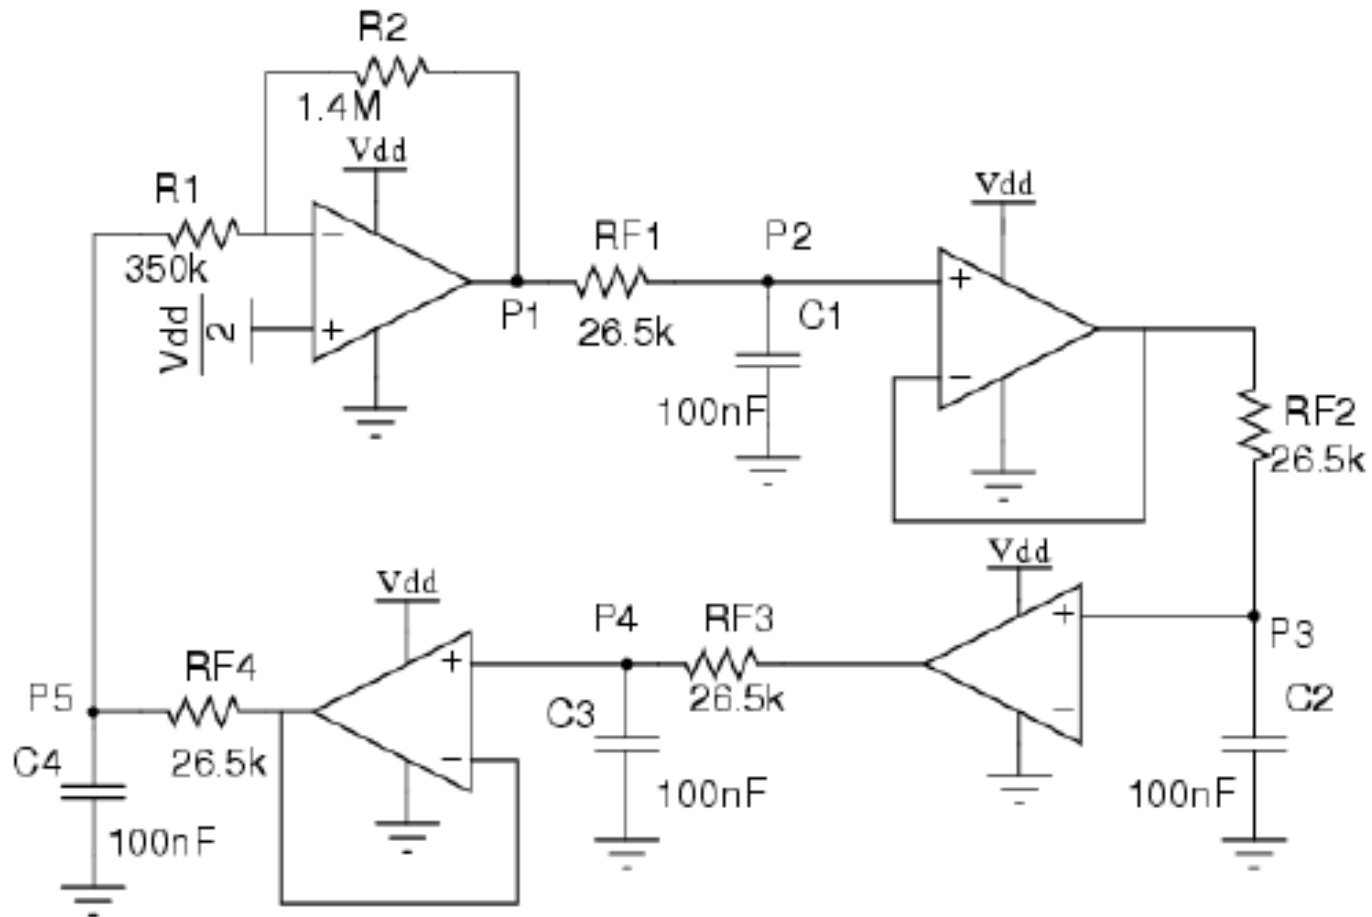 R2
1.4M
Vdd
R1
350k
−
+
Vdd
2
P1
RF1
26.5k
P2
C1
100nF
Vdd
+
−
RF2
26.5k
P3
C2
100nF
Vdd
+
−
RF3
26.5k
P4
C3
100nF
Vdd
+
−
RF4
26.5k
P5
C4
100nF